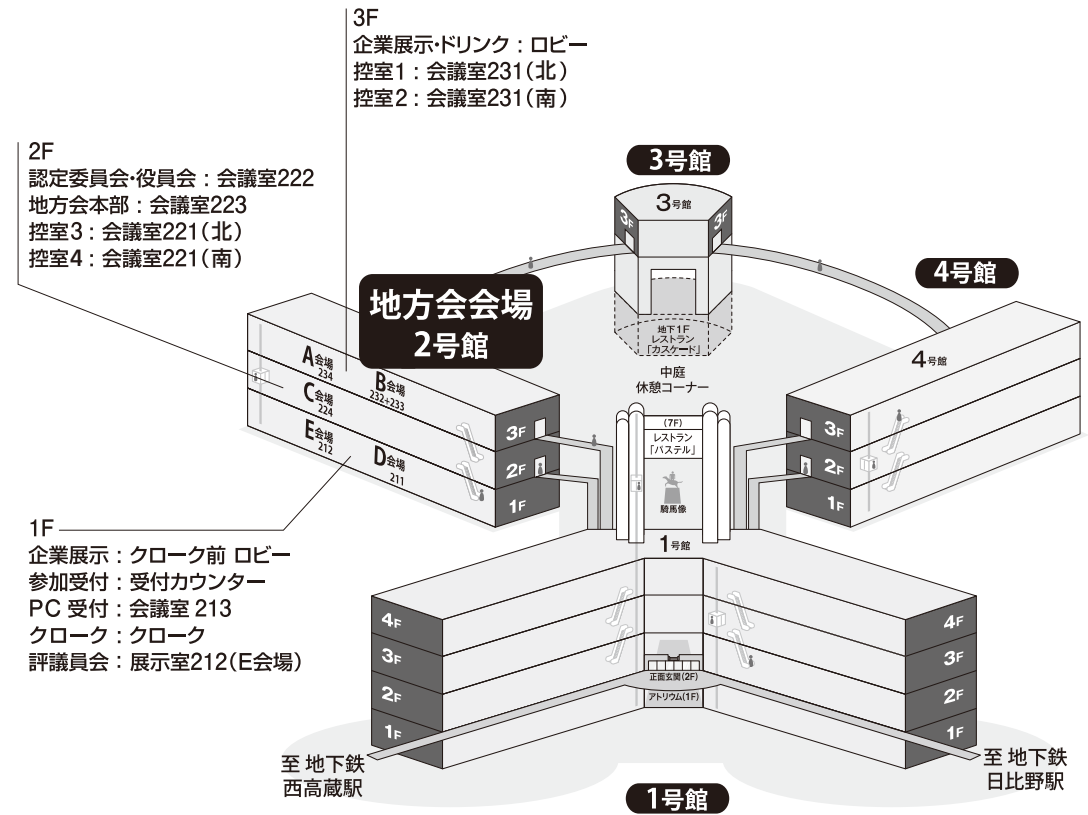 3F
企業展示・ドリンク：ロビー
控室1：会議室231（北）
控室2：会議室231（南）
2F
認定委員会・役員会：会議室222
地方会本部：会議室223
控室3：会議室221（北）
控室4：会議室221（南）
3号館
3号館
3F
3F
4号館
地方会会場
2号館
地下1F
レストラン
「カスケード」
中庭
休憩コーナー
4号館
A会場
234
B会場
232+233
C会場
224
E会場
212
D会場
211
3F
2F
1F
(7F)
レストラン
「パステル」
騎馬像
3F
2F
1F
1F
企業展示：クローク前 ロビー
参加受付：受付カウンター
PC 受付：会議室 213
クローク：クローク
評議員会：展示室212（E会場）
1号館
4F
3F
2F
1F
正面玄関(2F)
アトリウム(1F)
4F
3F
2F
1F
至 地下鉄
西高蔵駅
至 地下鉄
日比野駅
1号館